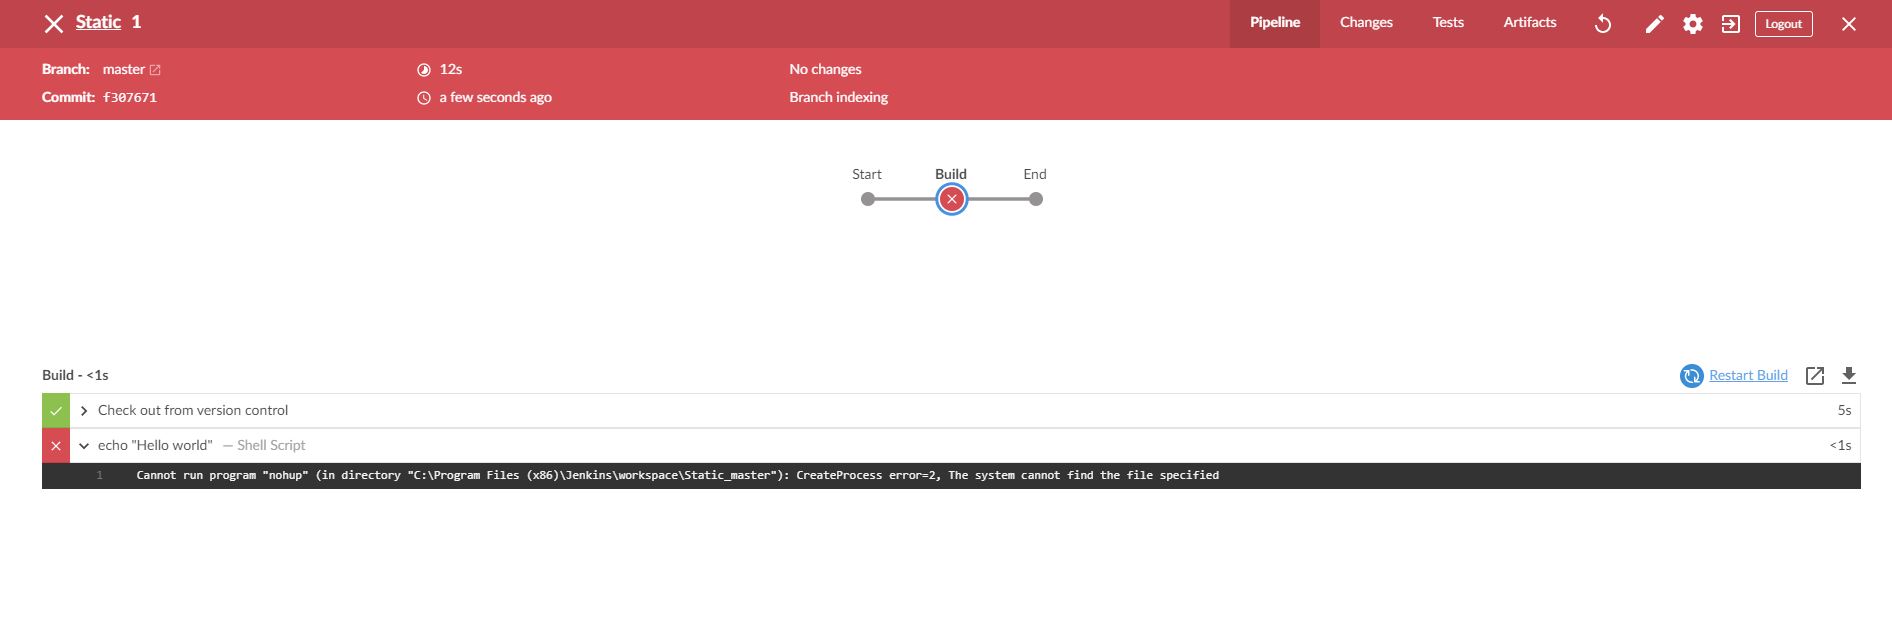 Static 1 Pipeline Changes Tests Artifacts Logout
Branch: master 12s No changes
Commit: f307671 a few seconds ago Branch indexing
Start Build End
Build - <1s Restart Build
Check out from version control 5s
echo "Hello world" — Shell Script <1s
1 Cannot run program "nohup" (in directory "C:\Program Files (x86)\Jenkins\workspace\Static_master"): CreateProcess error=2, The system cannot find the file specified